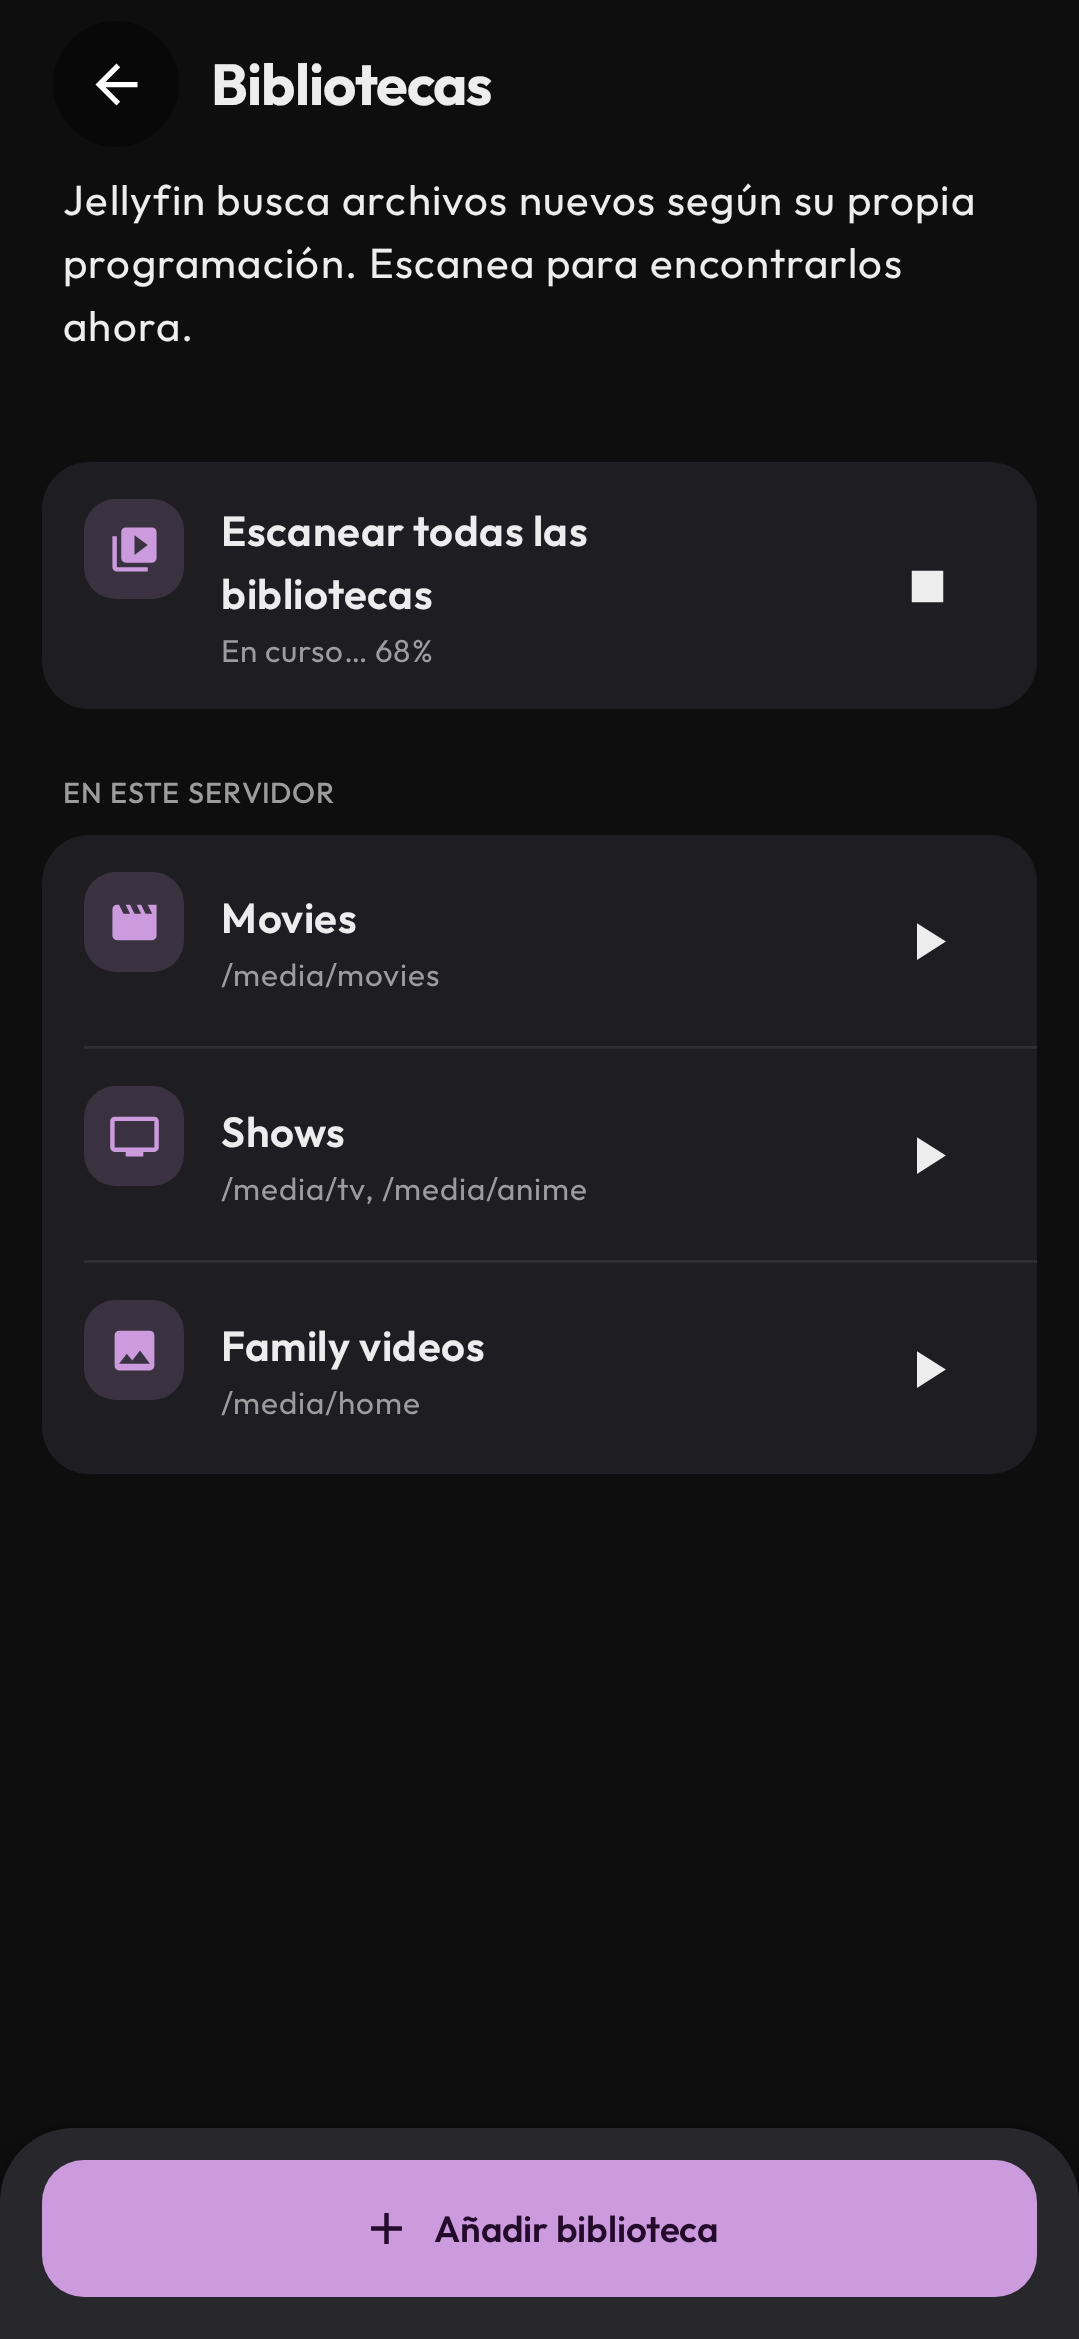 Bibliotecas
Jellyfin busca archivos nuevos según su propia
programación. Escanea para encontrarlos
ahora.
Escanear todas las
bibliotecas
En curso... 68%
EN ESTE SERVIDOR
Movies
/media/movies
Shows
/media/tv, /media/anime
Family videos
/media/home
Añadir biblioteca